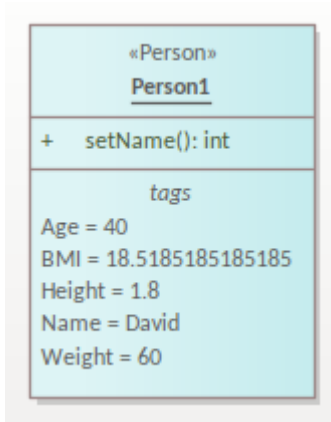 «Person»
Person1
+ setName(): int
tags
Age = 40
BMI = 18.5185185185185
Height = 1.8
Name = David
Weight = 60